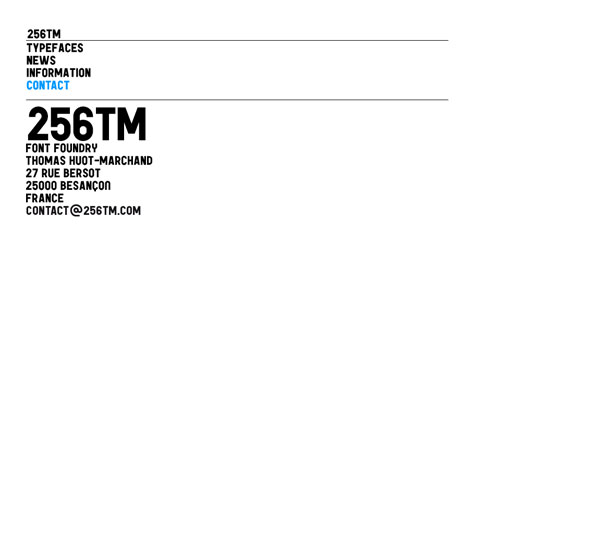 256TM
TYPEFACES
NEWS
INFORMATION
CONTACT
256TM
FONT FOUNDRY
THOMAS HUOT-MARCHAND
27 RUE BERSOT
25000 BESANÇON
FRANCE
CONTACT@256TM.COM